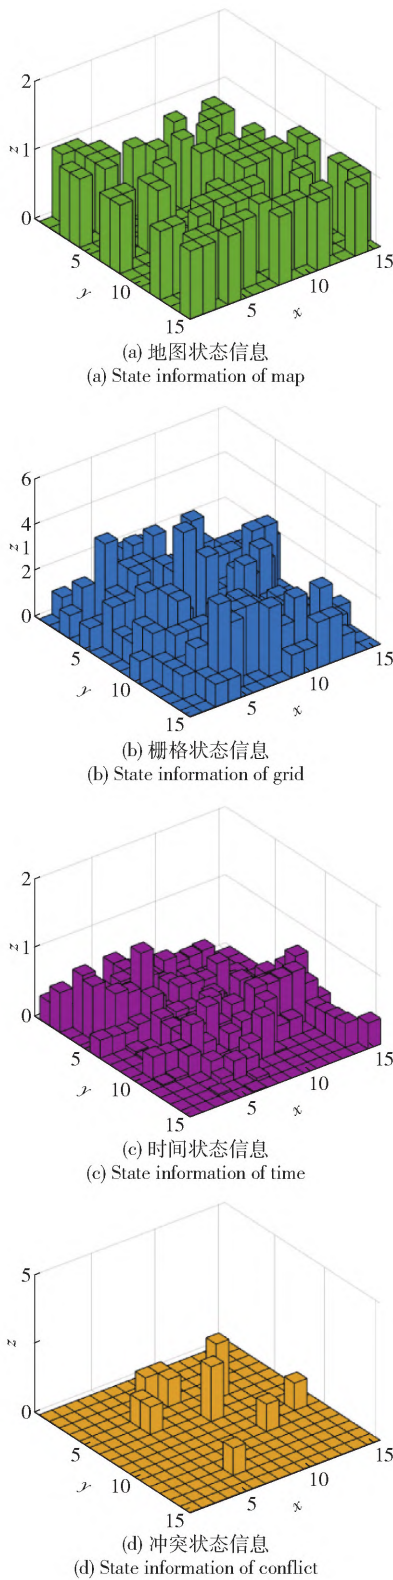 2
1
z
0
5
10
15
y
5
10
15
x
(a) 地图状态信息
(a) State information of map
6
4
z 1
2
0
5
10
15
y
5
10
15
x
(b) 栅格状态信息
(b) State information of grid
2
1
z
0
5
10
15
y
5
10
15
x
(c) 时间状态信息
(c) State information of time
5
z
0
5
10
15
y
5
10
15
x
(d) 冲突状态信息
(d) State information of conflict